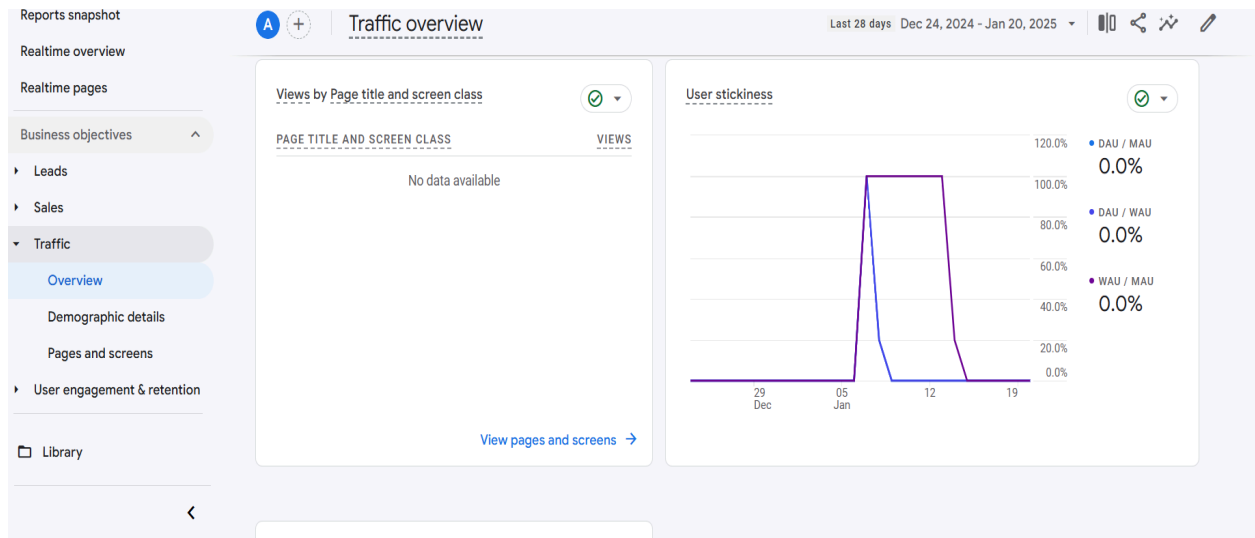 Reports snapshot
Realtime overview
Realtime pages
Business objectives
Leads
Sales
Traffic
Overview
Demographic details
Pages and screens
User engagement & retention
Library
A
Traffic overview
Last 28 days Dec 24, 2024 - Jan 20, 2025
Views by Page title and screen class
PAGE TITLE AND SCREEN CLASS VIEWS
No data available
View pages and screens
User stickiness
120.0%
100.0%
80.0%
60.0%
40.0%
20.0%
0.0%
29 05 12 19
Dec Jan
DAU / MAU
0.0%
DAU / WAU
0.0%
WAU / MAU
0.0%